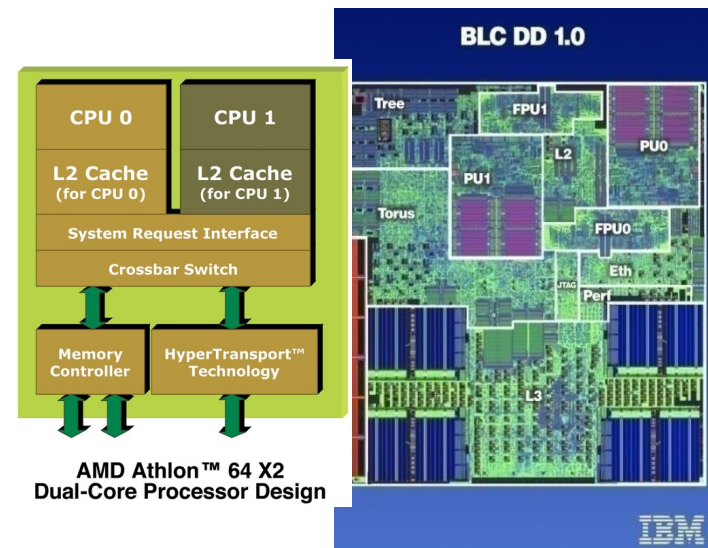 CPU 0
CPU 1
L2 Cache
(for CPU 0)
L2 Cache
(for CPU 1)
System Request Interface
Crossbar Switch
Memory
Controller
HyperTransport™
Technology
AMD Athlon™ 64 X2
Dual-Core Processor Design
BLC DD 1.0
Tree
FPU1
PU0
L2
PU1
Torus
FPU0
Eth
JTAG
Perf
L3
IBM